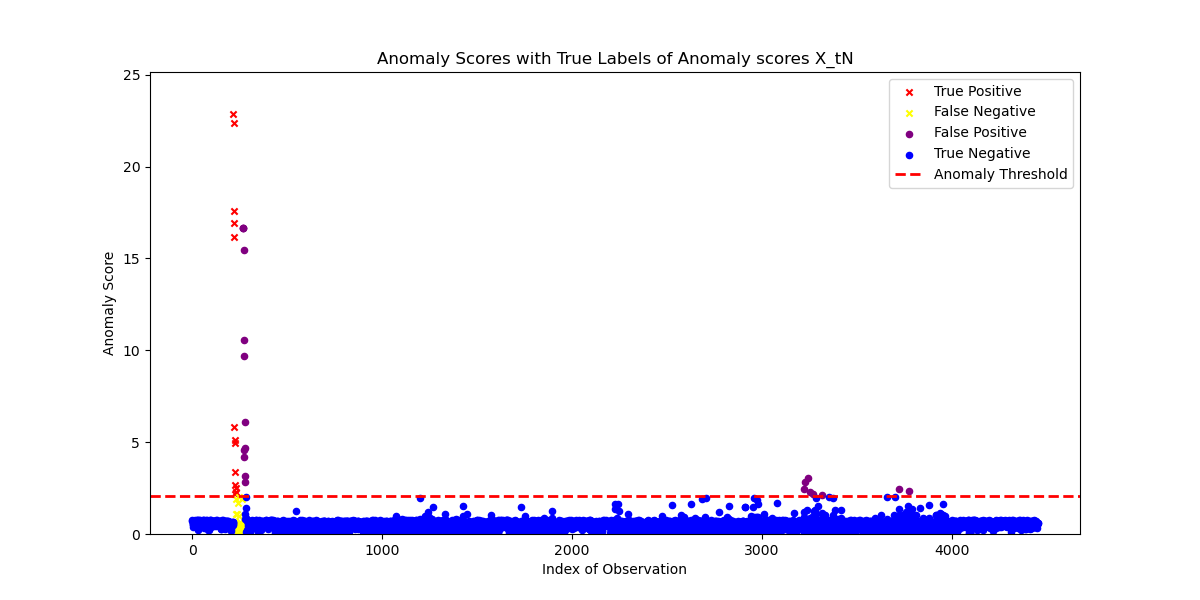 Anomaly Scores with True Labels of Anomaly scores X_tN
25
20
15
10
5
0
Anomaly Score
True Positive
False Negative
False Positive
True Negative
Anomaly Threshold
0 1000 2000 3000 4000
Index of Observation